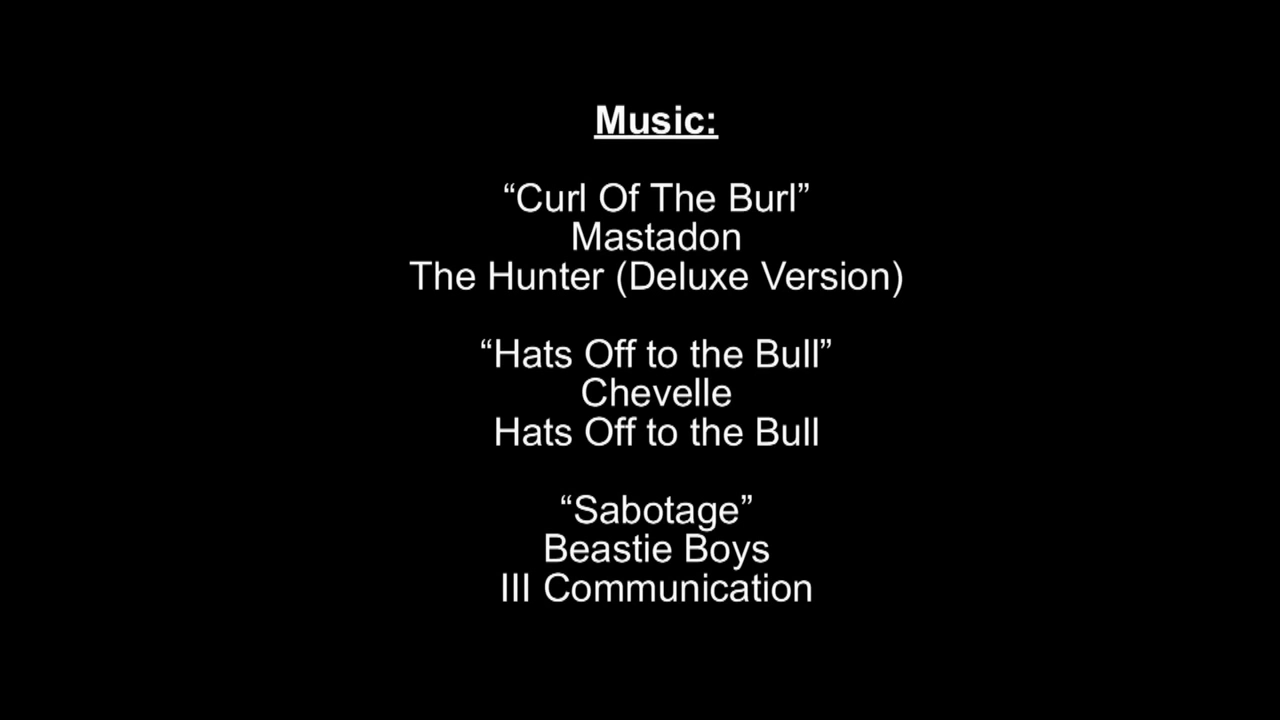 Music:
“Curl Of The Burl”
Mastadon
The Hunter (Deluxe Version)
“Hats Off to the Bull”
Chevelle
Hats Off to the Bull
“Sabotage”
Beastie Boys
Ill Communication